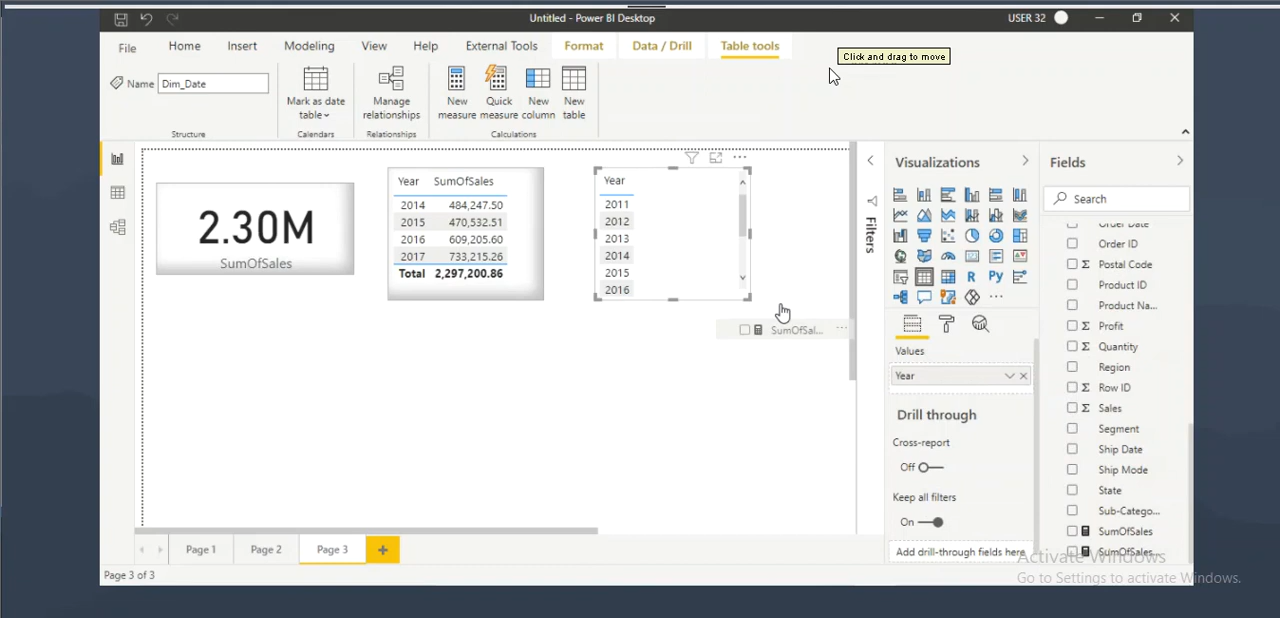 Untitled - Power BI Desktop
USER 32
File
Home
Insert
Modeling
View
Help
External Tools
Format
Data / Drill
Table tools
Click and drag to move
Name
Dim_Date
Mark as date
table
Manage
relationships
New
measure
Quick
measure
New
column
New
table
Structure
Calendars
Relationships
Calculations
2.30M
SumOfSales
Year SumOfSales
2014 484,247.50
2015 470,532.51
2016 609,205.60
2017 733,215.26
Total 2,297,200.86
Year
2011
2012
2013
2014
2015
2016
SumOfSal...
Filters
Visualizations
R
Py
Values
Year
Drill through
Cross-report
Off
Keep all filters
On
Add drill-through fields here
Fields
Search
Order Date
Order ID
Σ Postal Code
Product ID
Product Na...
Σ Profit
Σ Quantity
Region
Σ Row ID
Σ Sales
Segment
Ship Date
Ship Mode
State
Sub-Catego...
SumOfSales
SumOfSales...
Page 1
Page 2
Page 3
Page 3 of 3
Activate Windows
Go to Settings to activate Windows.